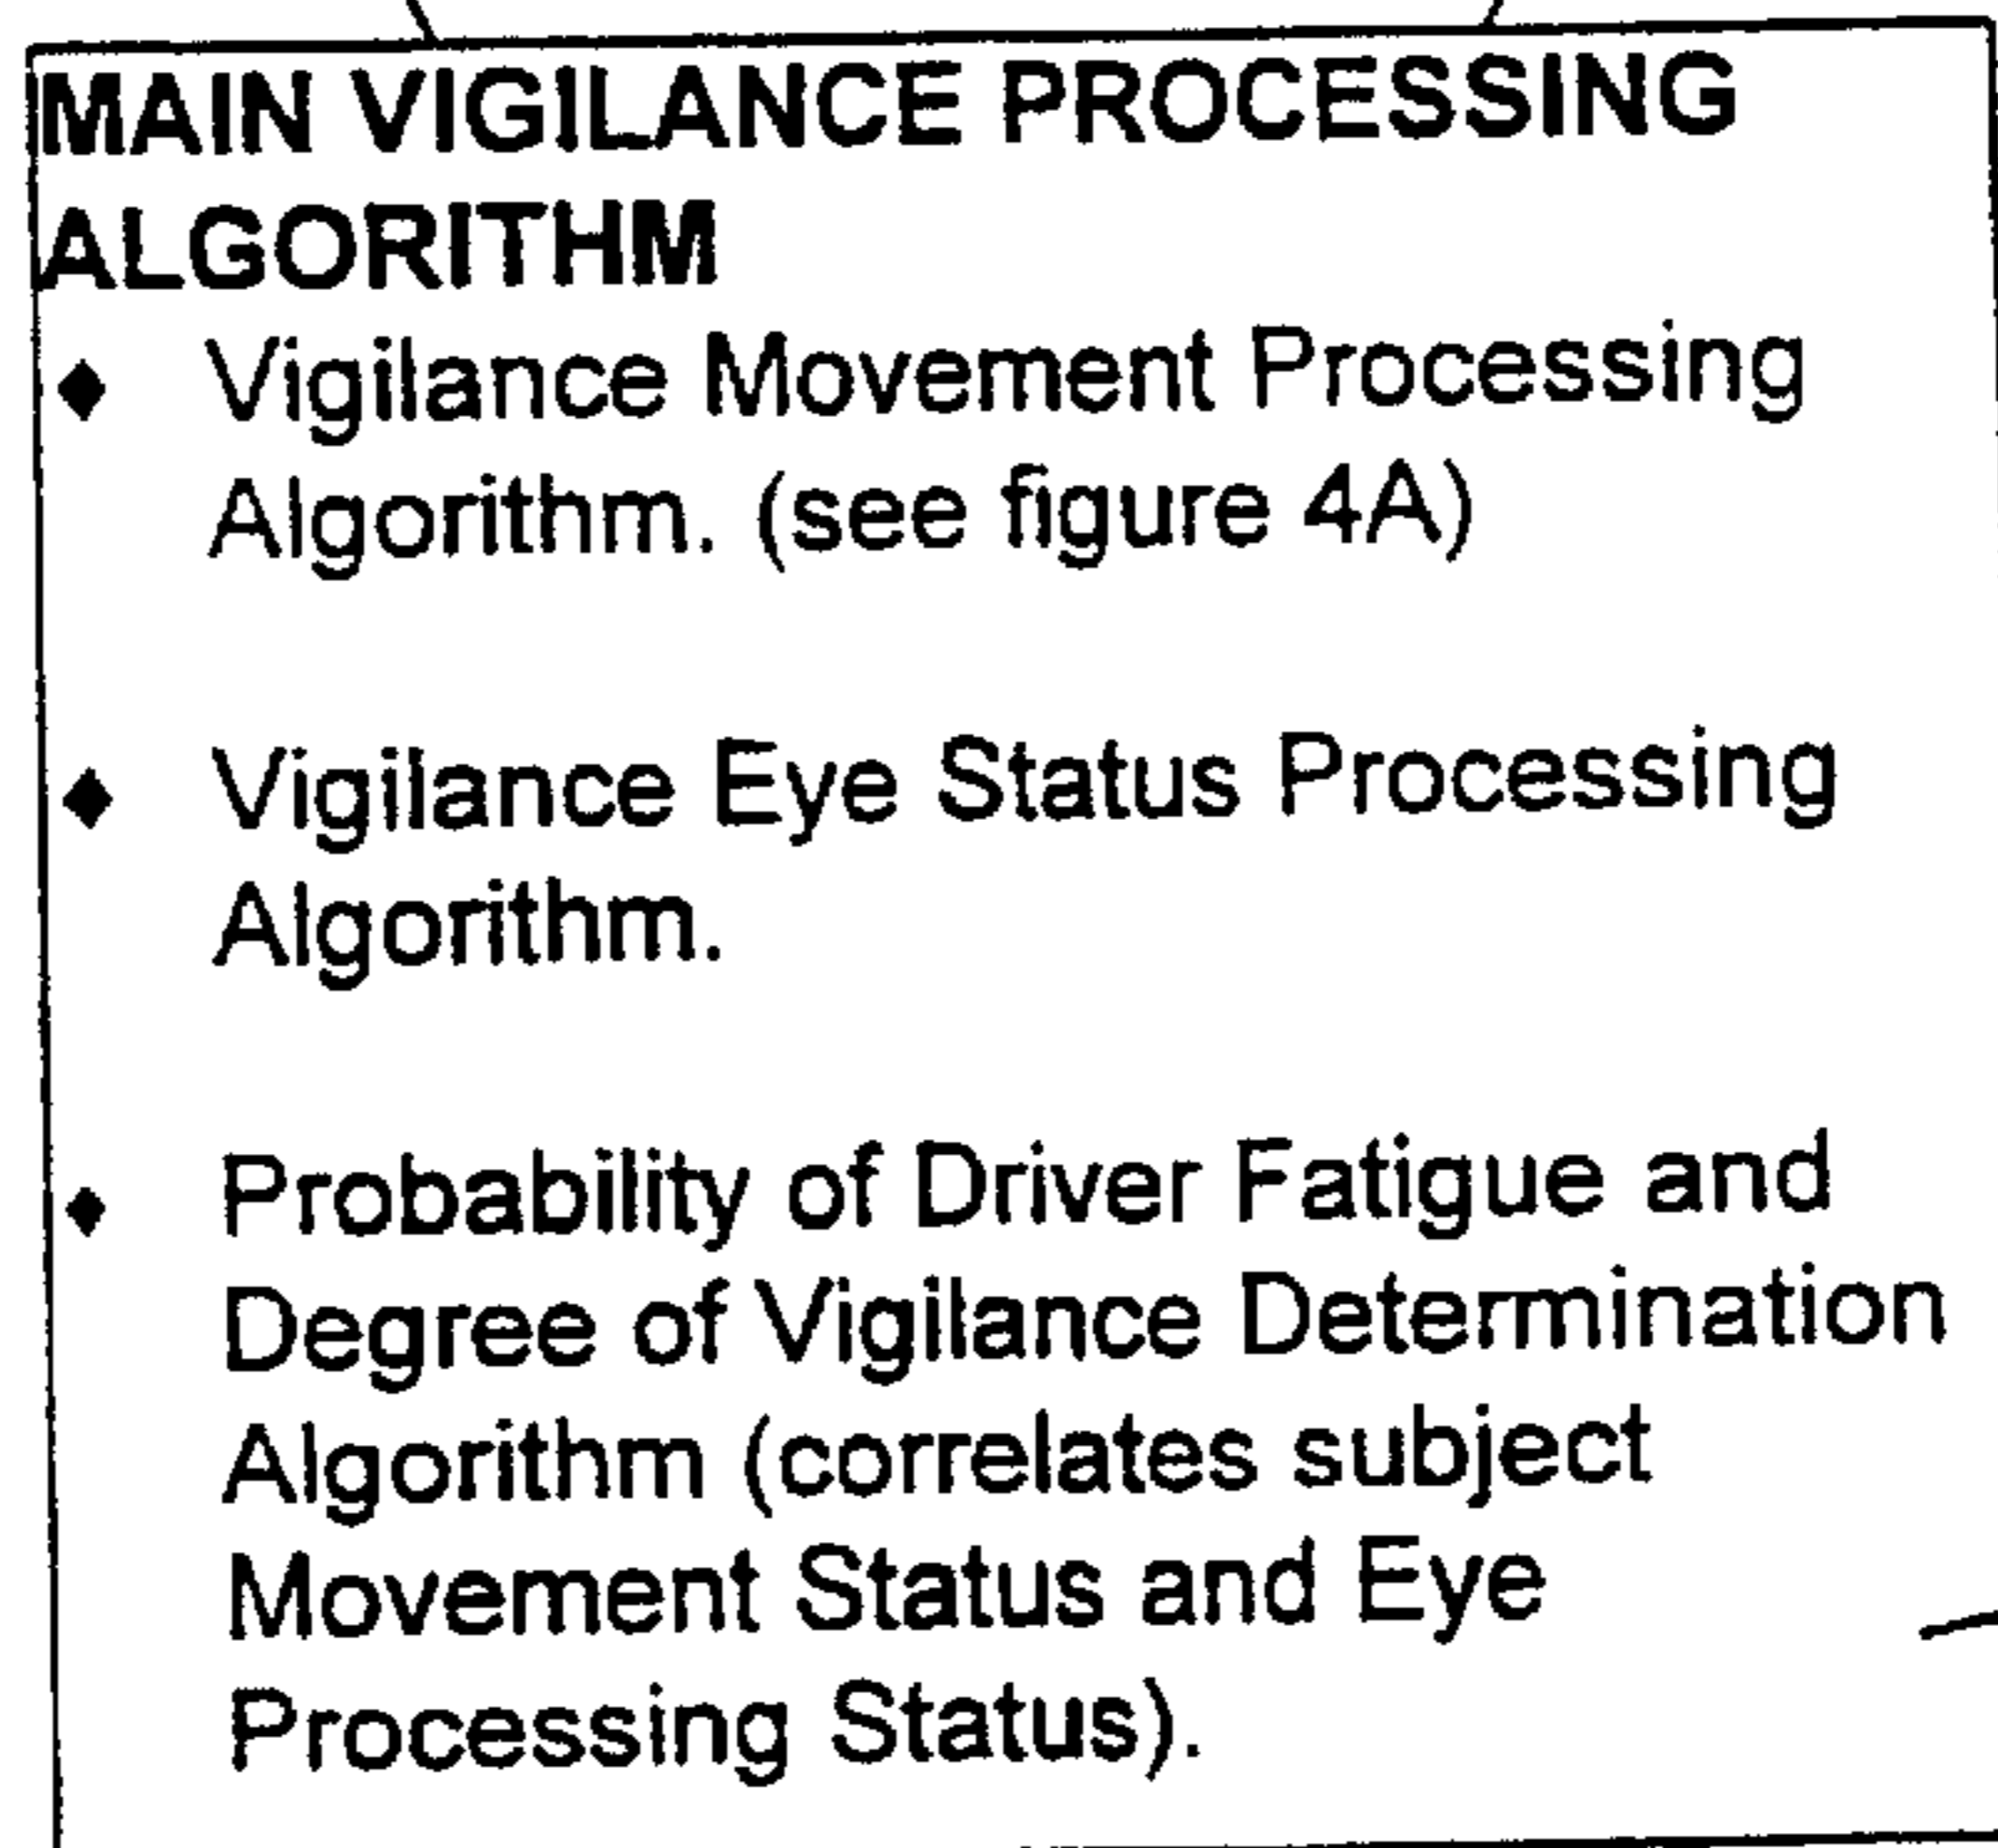 MAIN VIGILANCE PROCESSING
ALGORITHM
♦ Vigilance Movement Processing
Algorithm. (see figure 4A)
♦ Vigilance Eye Status Processing
Algorithm.
♦ Probability of Driver Fatigue and
Degree of Vigilance Determination
Algorithm (correlates subject
Movement Status and Eye
Processing Status).